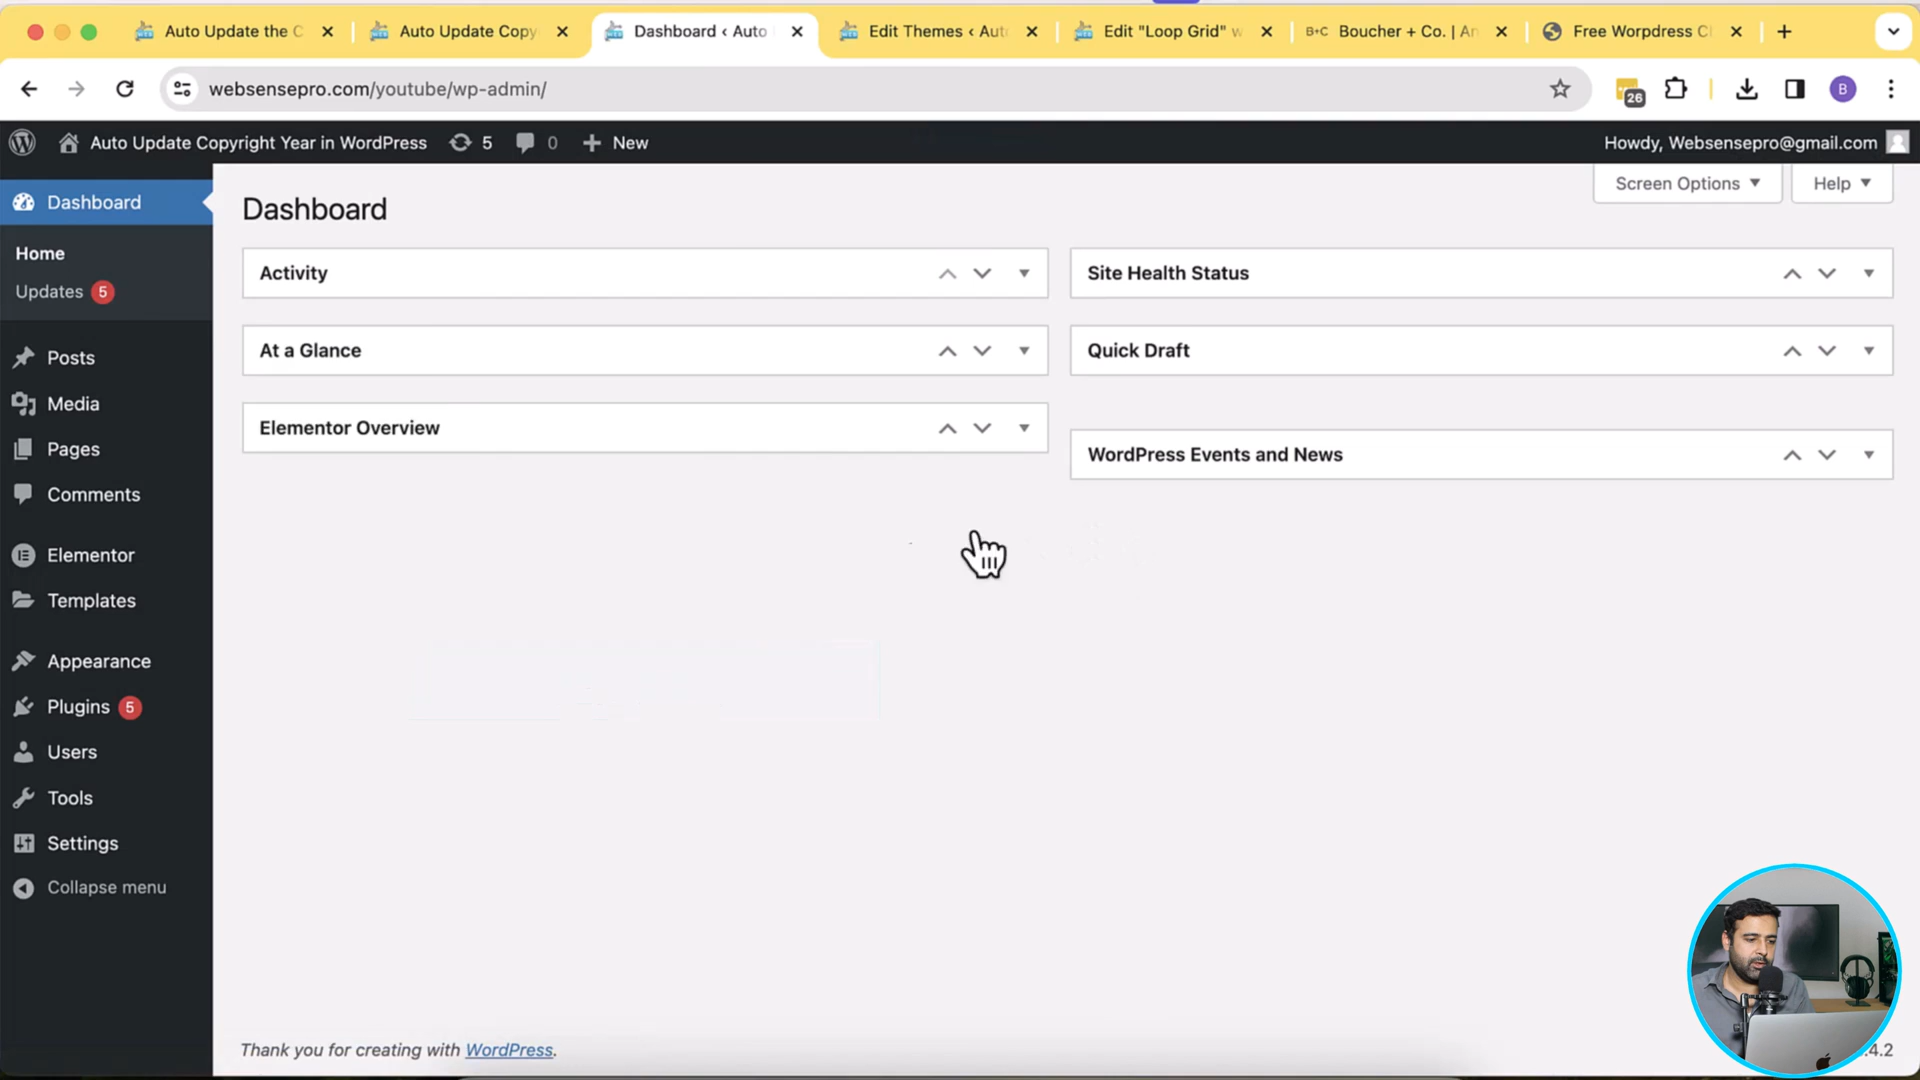 Auto Update the C
Auto Update Copy
Dashboard ‹ Auto
Edit Themes ‹ Aut
Edit "Loop Grid" w
B+C Boucher + Co. | An
Free Worpdress C
websensepro.com/youtube/wp-admin/
26
B
Auto Update Copyright Year in WordPress
5
0
New
Howdy, Websensepro@gmail.com
Dashboard
Home
Updates 5
Posts
Media
Pages
Comments
Elementor
Templates
Appearance
Plugins 5
Users
Tools
Settings
Collapse menu
Screen Options
Help
Dashboard
Activity
At a Glance
Elementor Overview
Site Health Status
Quick Draft
WordPress Events and News
Thank you for creating with WordPress.
.4.2